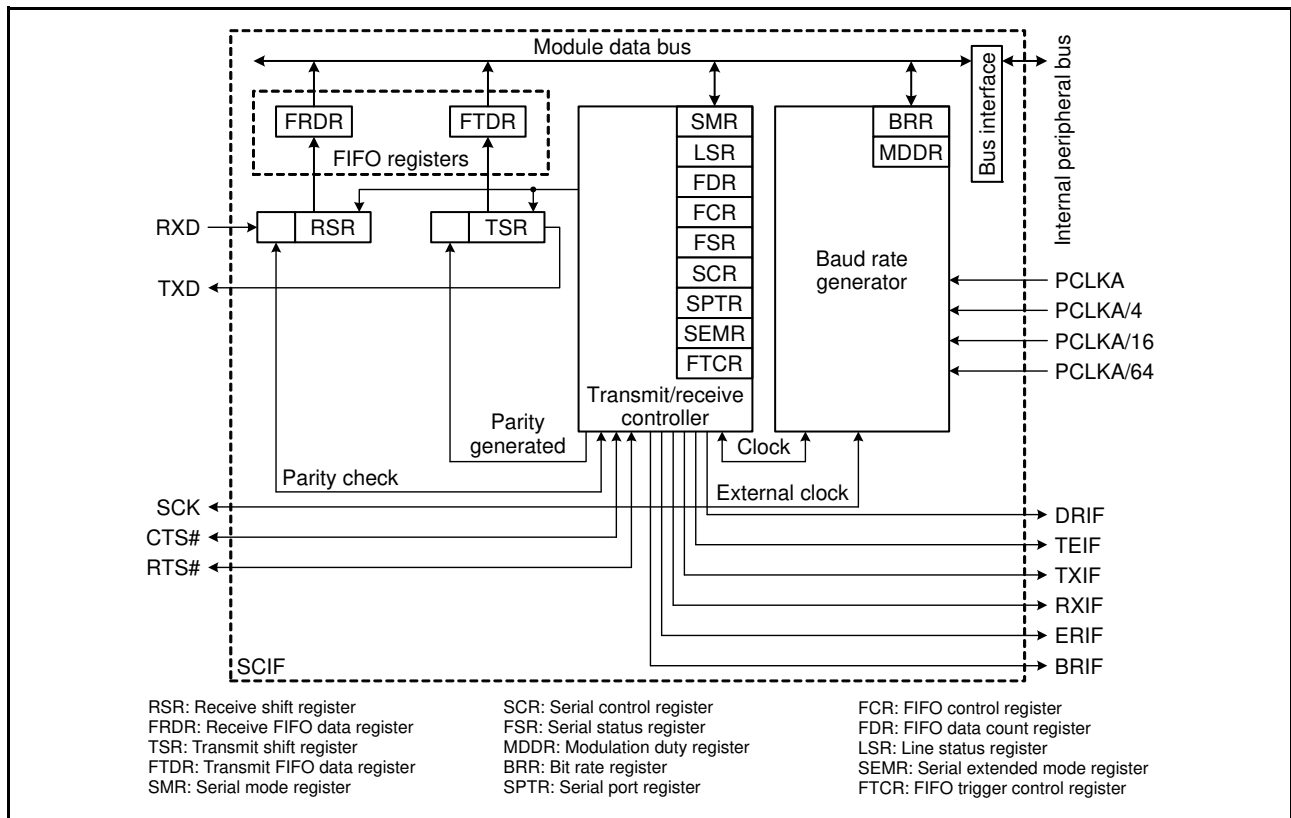 Module data bus
Bus interface
Internal peripheral bus
FRDR
FTDR
FIFO registers
SMR
LSR
FDR
FCR
FSR
SCR
SPTR
SEMR
FTCR
BRR
MDDR
RXD
RSR
TSR
TXD
Baud rate
generator
PCLKA
PCLKA/4
PCLKA/16
PCLKA/64
Transmit/receive
controller
Parity
generated
Clock
Parity check
External clock
SCK
CTS#
RTS#
DRIF
TEIF
TXIF
RXIF
ERIF
BRIF
SCIF
RSR: Receive shift register
FRDR: Receive FIFO data register
TSR: Transmit shift register
FTDR: Transmit FIFO data register
SMR: Serial mode register
SCR: Serial control register
FSR: Serial status register
MDDR: Modulation duty register
BRR: Bit rate register
SPTR: Serial port register
FCR: FIFO control register
FDR: FIFO data count register
LSR: Line status register
SEMR: Serial extended mode register
FTCR: FIFO trigger control register